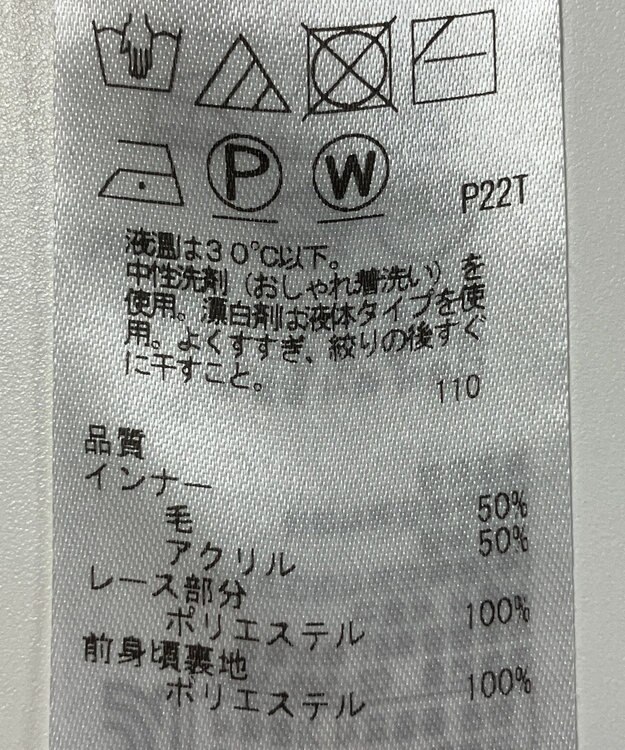 P W P22T
液温は30℃以下。
中性洗剤（おしゃれ着洗い）を
使用。漂白剤は液体タイプを使
用。よくすすぎ、絞りの後すぐ
に干すこと。
110
品質
インナー
毛 50%
アクリル 50%
レース部分
ポリエステル 100%
前身頃裏地
ポリエステル 100%